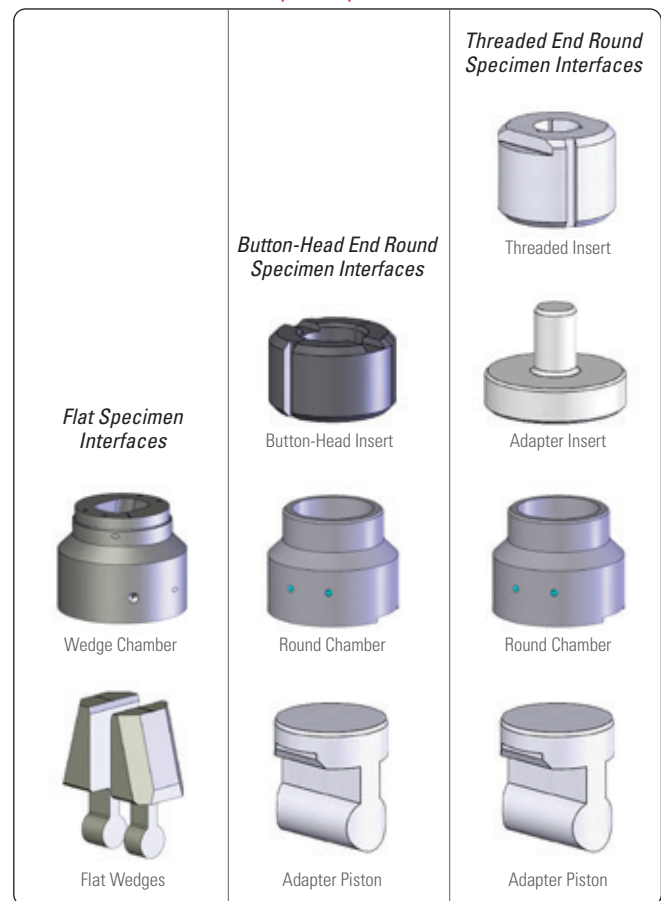 Flat Specimen
Interfaces
Wedge Chamber
Flat Wedges
Button-Head End Round
Specimen Interfaces
Button-Head Insert
Round Chamber
Adapter Piston
Threaded End Round
Specimen Interfaces
Threaded Insert
Adapter Insert
Round Chamber
Adapter Piston